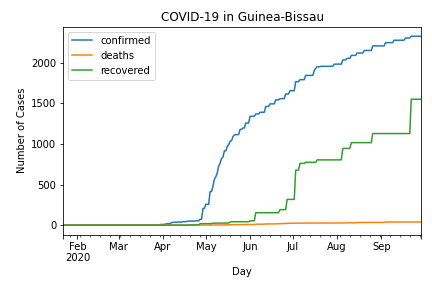 COVID-19 in Guinea-Bissau
confirmed
deaths
recovered
Number of Cases
2000
1500
1000
500
0
Feb Mar Apr May Jun Jul Aug Sep
2020
Day